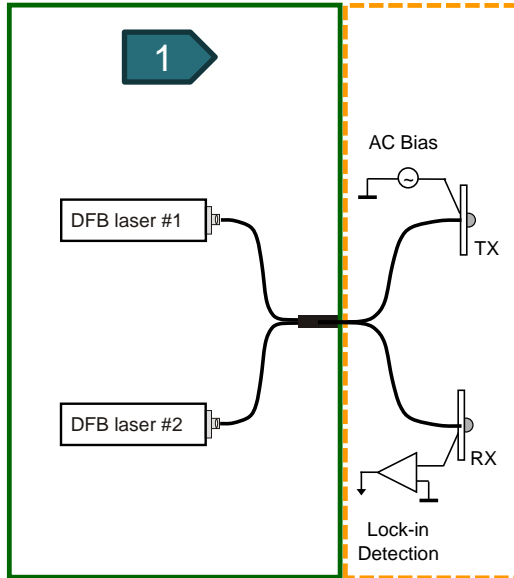 1
AC Bias
~
DFB laser #1
TX
DFB laser #2
RX
Lock-in
Detection